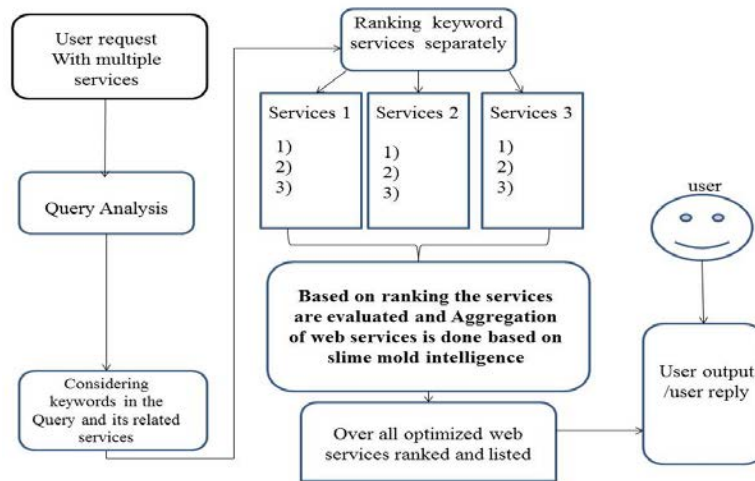 User request
With multiple
services
Query Analysis
Considering
keywords in the
Query and its related
services
Ranking keyword
services separately
Services 1
1)
2)
3)
Services 2
1)
2)
3)
Services 3
1)
2)
3)
Based on ranking the services
are evaluated and Aggregation
of web services is done based on
slime mold intelligence
Over all optimized web
services ranked and listed
user
User output
/user reply